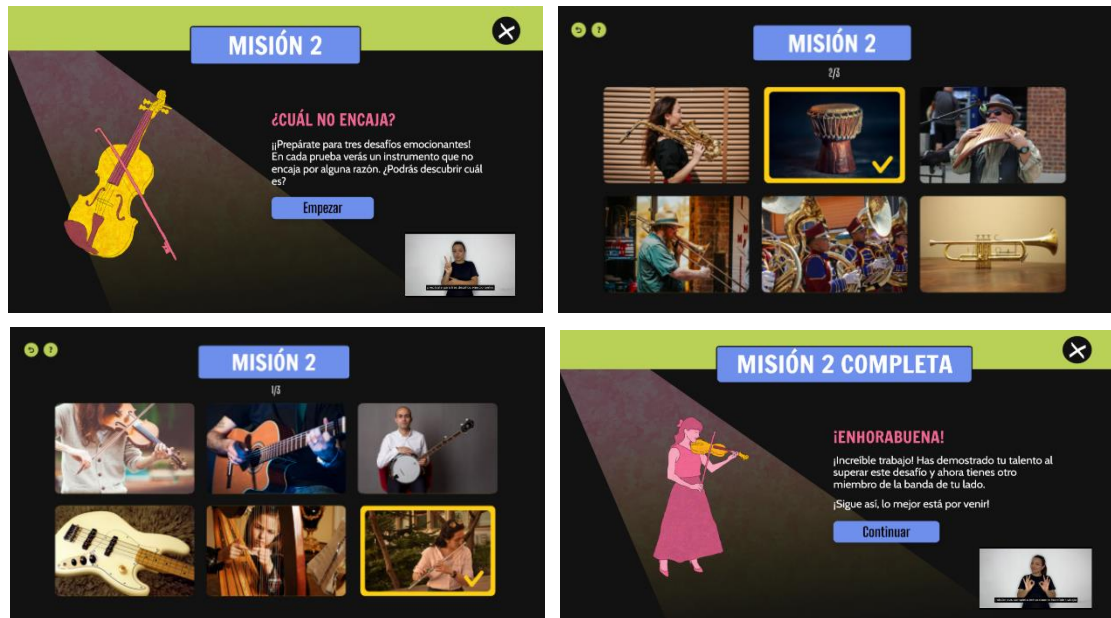 MISIÓN 2
¿CUÁL NO ENCAJA?
¡¡Prepárate para tres desafíos emocionantes!
En cada prueba verás un instrumento que no
encaja por alguna razón. ¿Podrás descubrir cuál
es?
Empezar
?
MISIÓN 2
2/3
?
MISIÓN 2
1/3
MISIÓN 2 COMPLETA
¡ENHORABUENA!
¡Increíble trabajo! Has demostrado tu talento al
superar este desafío y ahora tienes otro
miembro de la banda de tu lado.
¡Sigue así, lo mejor está por venir!
Continuar